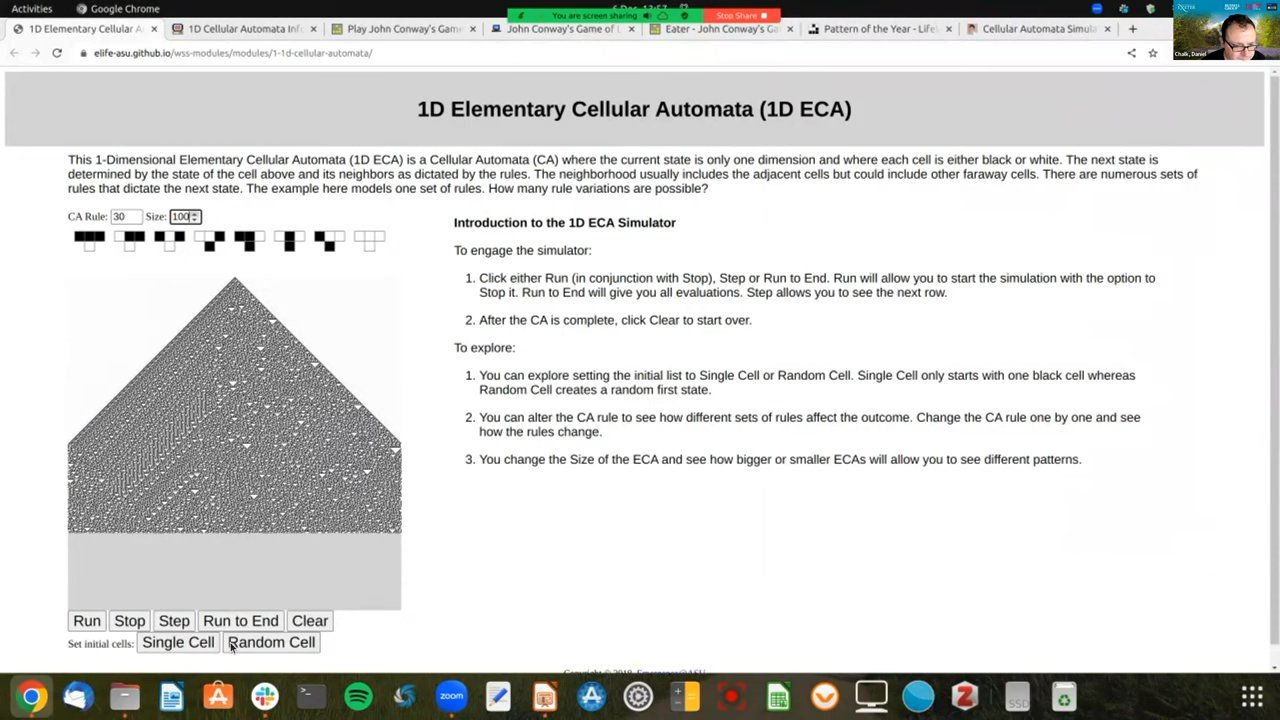 Activities
Google Chrome
You are screen sharing
Stop Share
1D Elementary Cellular A
1D Cellular Automata Inf
Play John Conway's Game
John Conway's Game of L
Eater - John Conway's Ga
Pattern of the Year - Life
Cellular Automata Simula
elife-asu.github.io/wss-modules/modules/1-1d-cellular-automata/
Chalk, Daniel
1D Elementary Cellular Automata (1D ECA)
This 1-Dimensional Elementary Cellular Automata (1D ECA) is a Cellular Automata (CA) where the current state is only one dimension and where each cell is either black or white. The next state is
determined by the state of the cell above and its neighbors as dictated by the rules. The neighborhood usually includes the adjacent cells but could include other faraway cells. There are numerous sets of
rules that dictate the next state. The example here models one set of rules. How many rule variations are possible?
CA Rule: 30 Size: 100
Introduction to the 1D ECA Simulator
To engage the simulator:
1. Click either Run (in conjunction with Stop), Step or Run to End. Run will allow you to start the simulation with the option to
Stop it. Run to End will give you all evaluations. Step allows you to see the next row.
2. After the CA is complete, click Clear to start over.
To explore:
1. You can explore setting the initial list to Single Cell or Random Cell. Single Cell only starts with one black cell whereas
Random Cell creates a random first state.
2. You can alter the CA rule to see how different sets of rules affect the outcome. Change the CA rule one by one and see
how the rules change.
3. You change the Size of the ECA and see how bigger or smaller ECAs will allow you to see different patterns.
Run Stop Step Run to End Clear
Set initial cells: Single Cell Random Cell
zoom
SSD